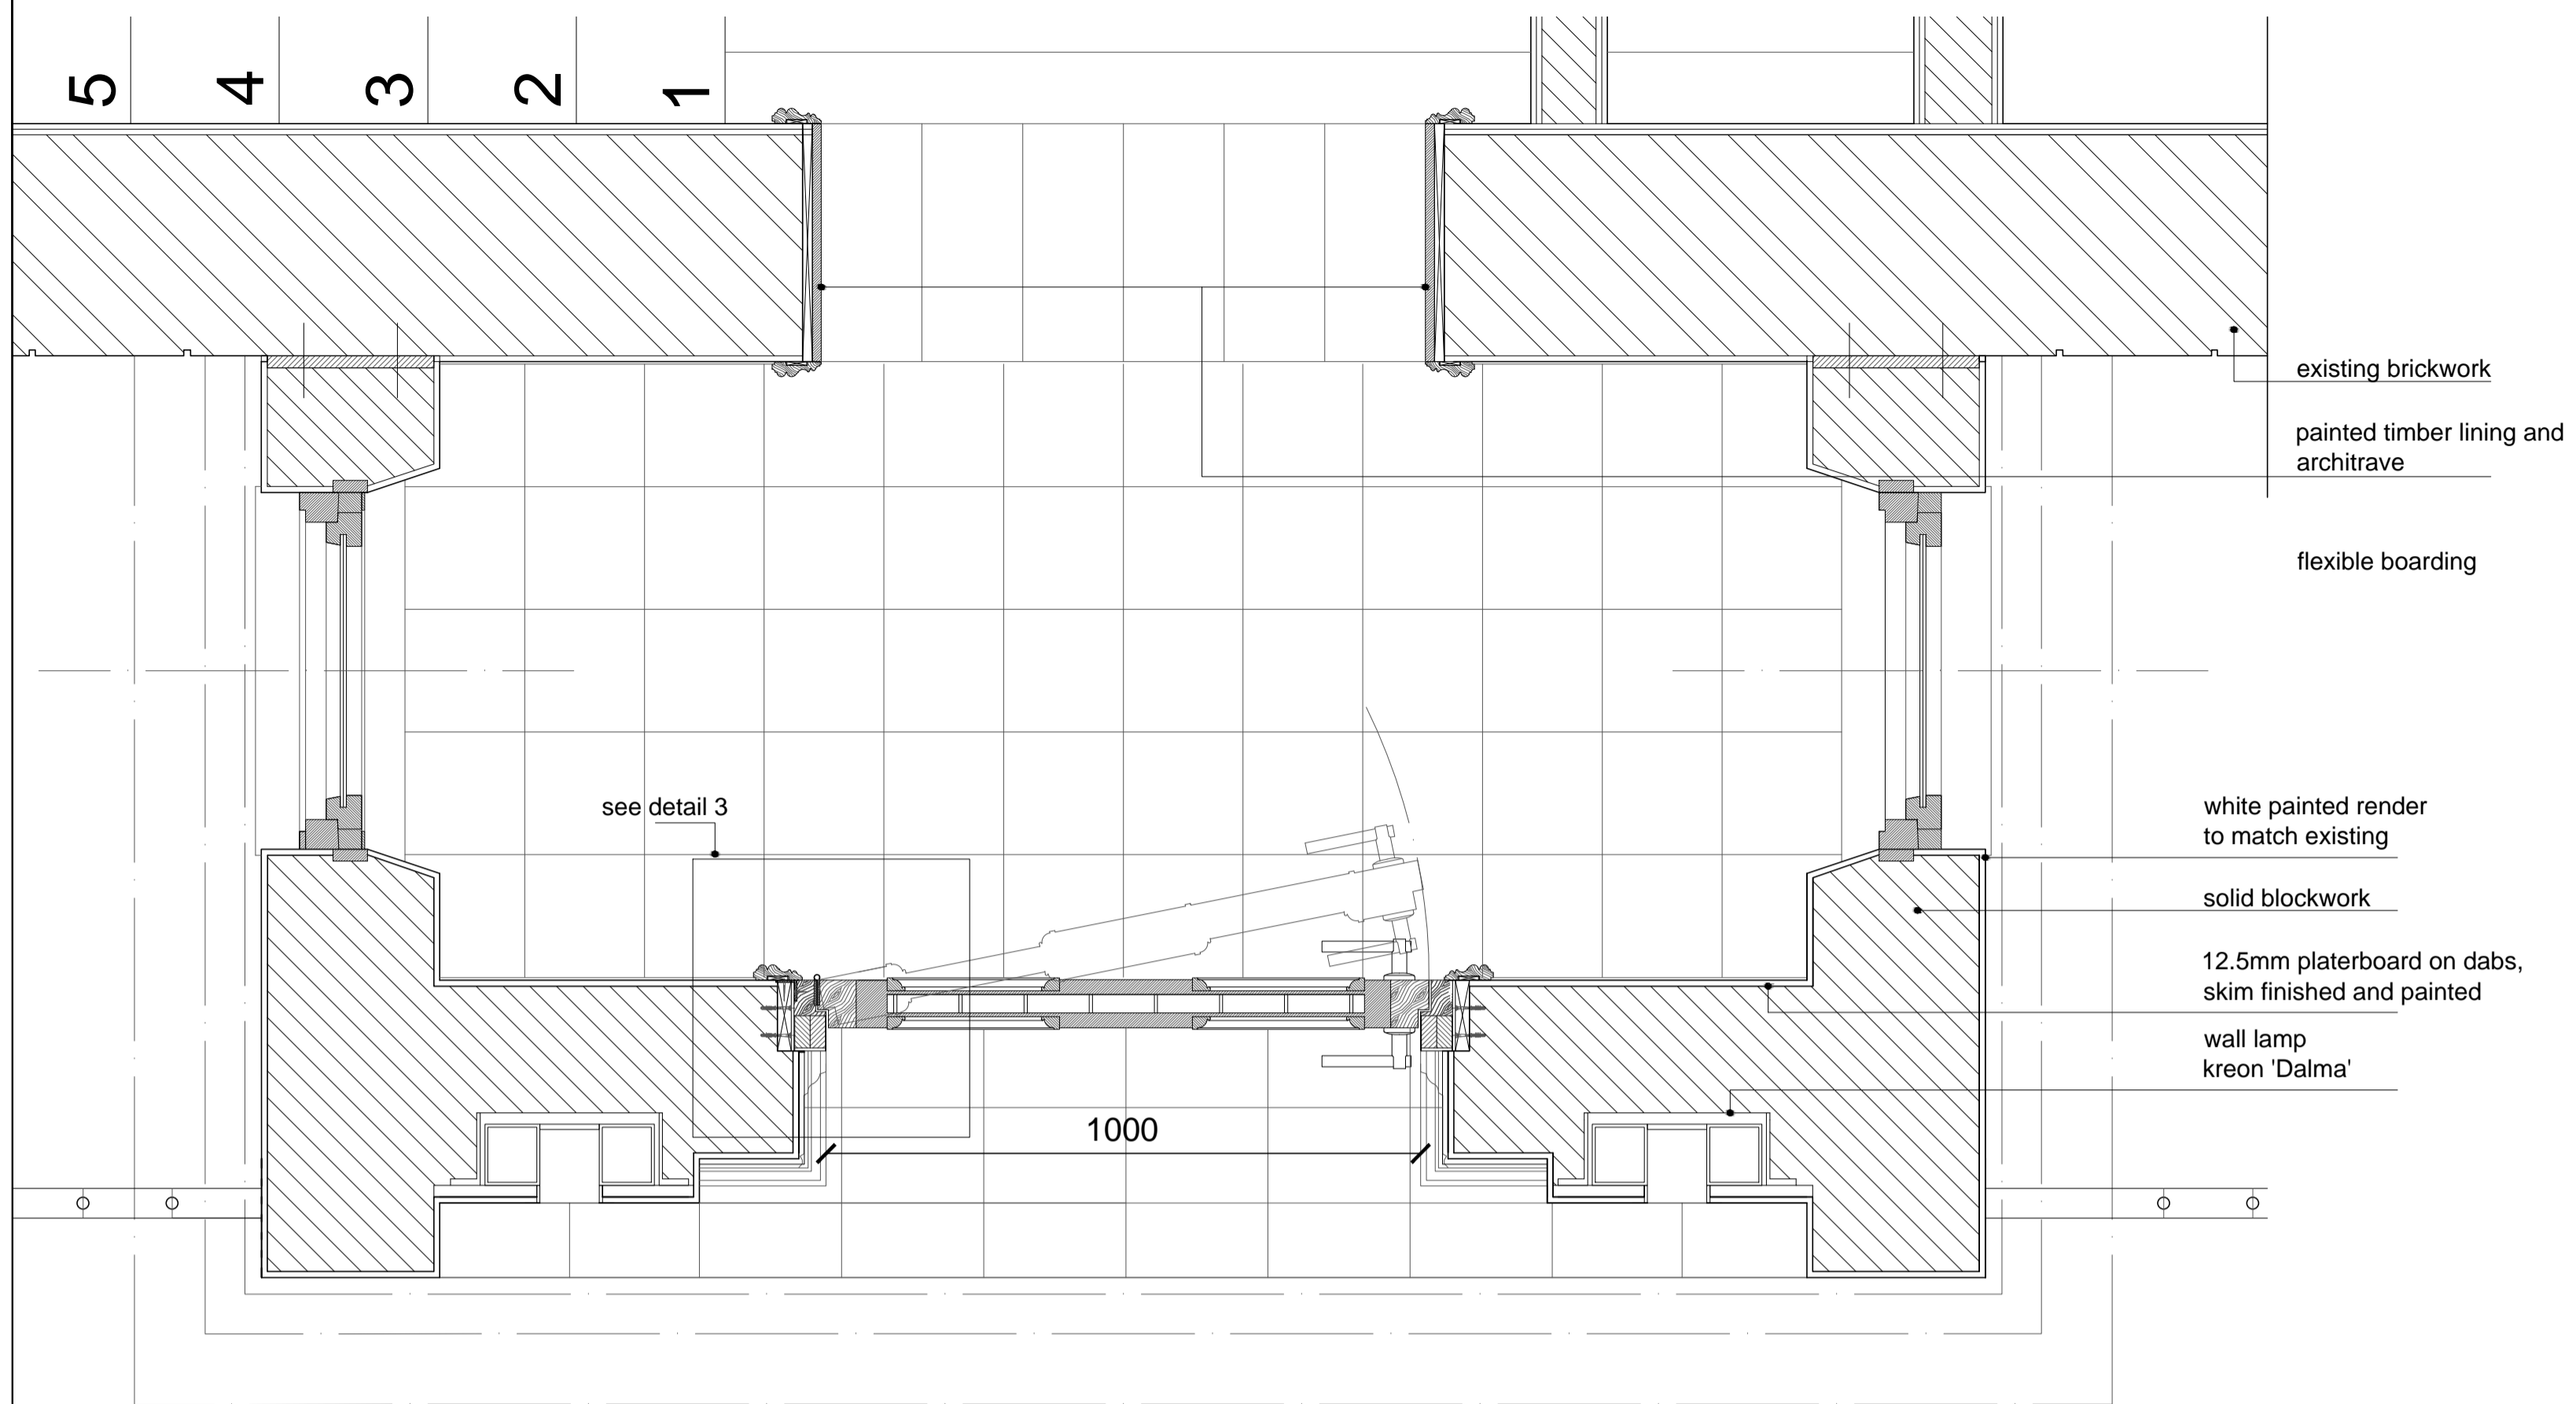 5
4
3
2
1
existing brickwork
painted timber lining and
architrave
flexible boarding
see detail 3
white painted render
to match existing
solid blockwork
12.5mm platerboard on dabs,
skim finished and painted
wall lamp
kreon 'Dalma'
1000